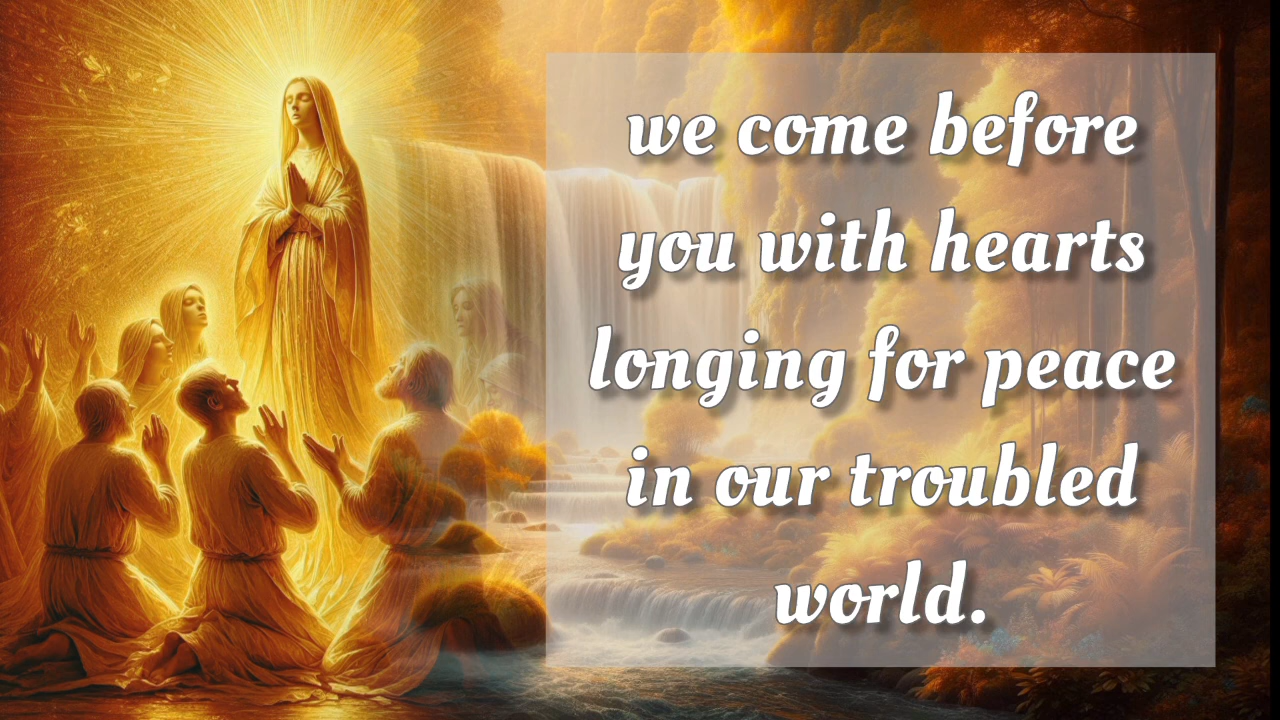 we come before
you with hearts
longing for peace
in our troubled
world.